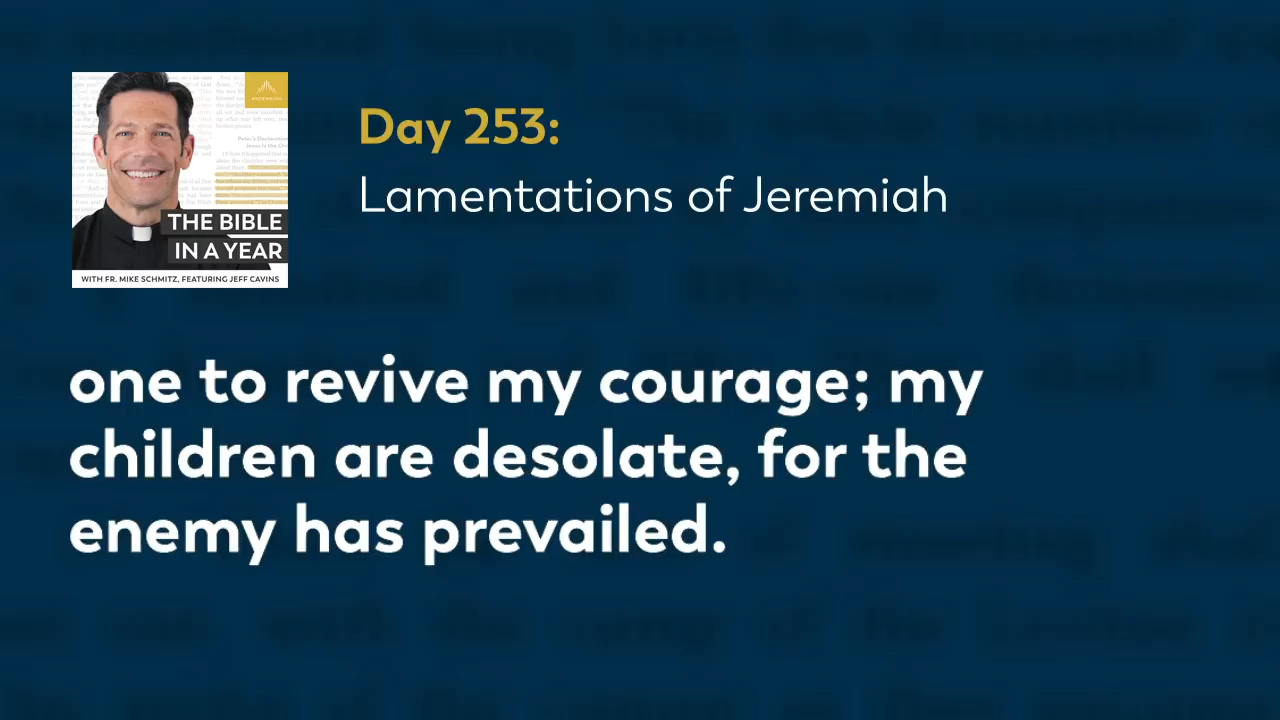 Day 253:
Lamentations of Jeremiah
THE BIBLE
IN A YEAR
WITH FR. MIKE SCHMITZ, FEATURING JEFF CAVINS
one to revive my courage; my
children are desolate, for the
enemy has prevailed.